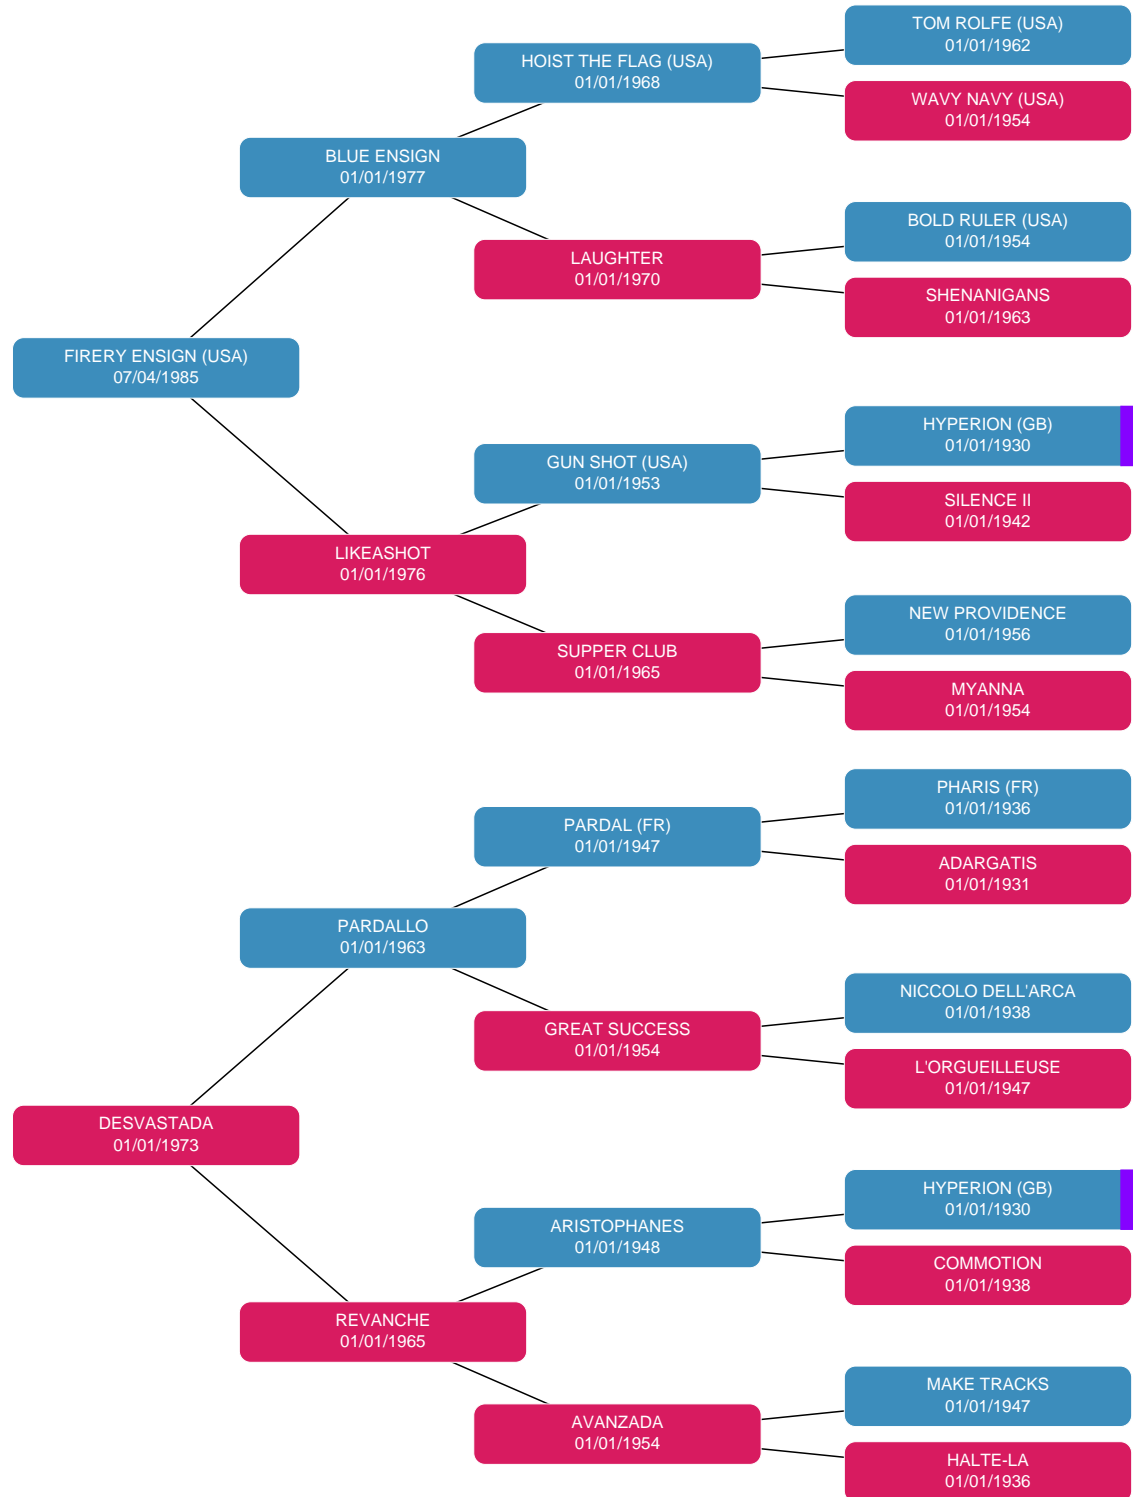 TOM ROLFE (USA)
01/01/1962
HOIST THE FLAG (USA)
01/01/1968
WAVY NAVY (USA)
01/01/1954
BLUE ENSIGN
01/01/1977
BOLD RULER (USA)
01/01/1954
LAUGHTER
01/01/1970
SHENANIGANS
01/01/1963
FIRERY ENSIGN (USA)
07/04/1985
HYPERION (GB)
01/01/1930
GUN SHOT (USA)
01/01/1953
SILENCE II
01/01/1942
LIKEASHOT
01/01/1976
NEW PROVIDENCE
01/01/1956
SUPPER CLUB
01/01/1965
MYANNA
01/01/1954
PHARIS (FR)
01/01/1936
PARDAL (FR)
01/01/1947
ADARGATIS
01/01/1931
PARDALLO
01/01/1963
NICCOLO DELL'ARCA
01/01/1938
GREAT SUCCESS
01/01/1954
L'ORGUEILLEUSE
01/01/1947
DESVASTADA
01/01/1973
HYPERION (GB)
01/01/1930
ARISTOPHANES
01/01/1948
COMMOTION
01/01/1938
REVANCHE
01/01/1965
MAKE TRACKS
01/01/1947
AVANZADA
01/01/1954
HALTE-LA
01/01/1936